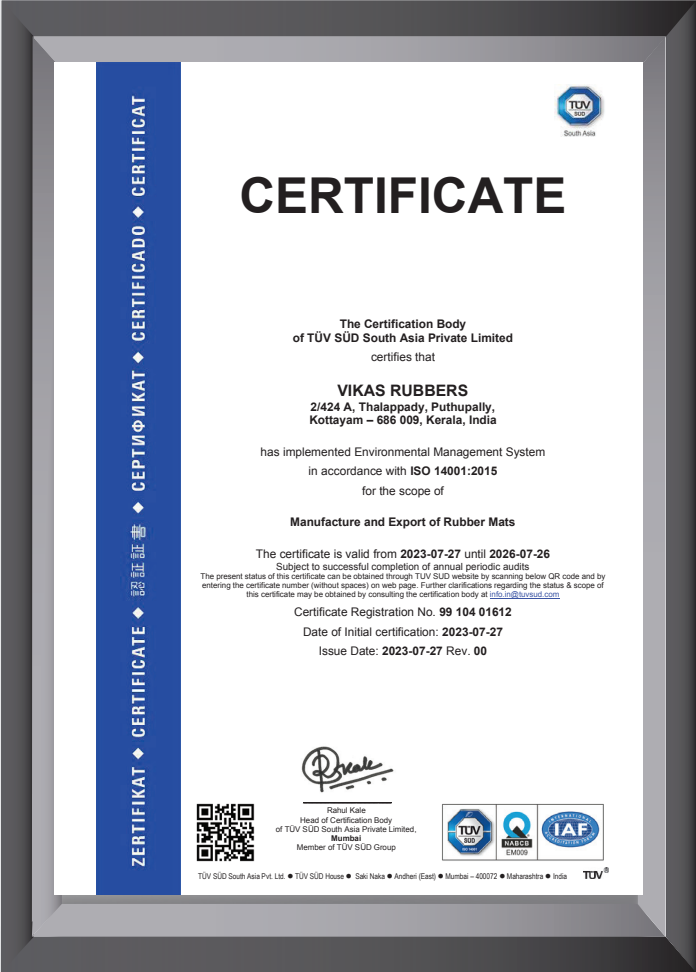 TÜV
SÜD
South Asia
CERTIFICATE
ZERTIFIKAT ◆ CERTIFICATE ◆ 認証証書 ◆ СЕРТИФИКАТ ◆ CERTIFICADO ◆ CERTIFICAT
The Certification Body
of TÜV SÜD South Asia Private Limited
certifies that
VIKAS RUBBERS
2/424 A, Thalappady, Puthupally,
Kottayam – 686 009, Kerala, India
has implemented Environmental Management System
in accordance with ISO 14001:2015
for the scope of
Manufacture and Export of Rubber Mats
The certificate is valid from 2023-07-27 until 2026-07-26
Subject to successful completion of annual periodic audits
The present status of this certificate can be obtained through TUV SUD website by scanning below QR code and by
entering the certificate number (without spaces) on web page. Further clarifications regarding the status & scope of
this certificate may be obtained by consulting the certification body at info.in@tuvsud.com
Certificate Registration No. 99 104 01612
Date of Initial certification: 2023-07-27
Issue Date: 2023-07-27 Rev. 00
Rahul Kale
Head of Certification Body
of TÜV SÜD South Asia Private Limited,
Mumbai
Member of TÜV SÜD Group
TÜV
SÜD
ISO 14001
NABCB
EM009
INTERNATIONAL
IAF
ACCREDITATION FORUM
TÜV SÜD South Asia Pvt. Ltd. ● TÜV SÜD House ● Saki Naka ● Andheri (East) ● Mumbai – 400072 ● Maharashtra ● India
TÜV®